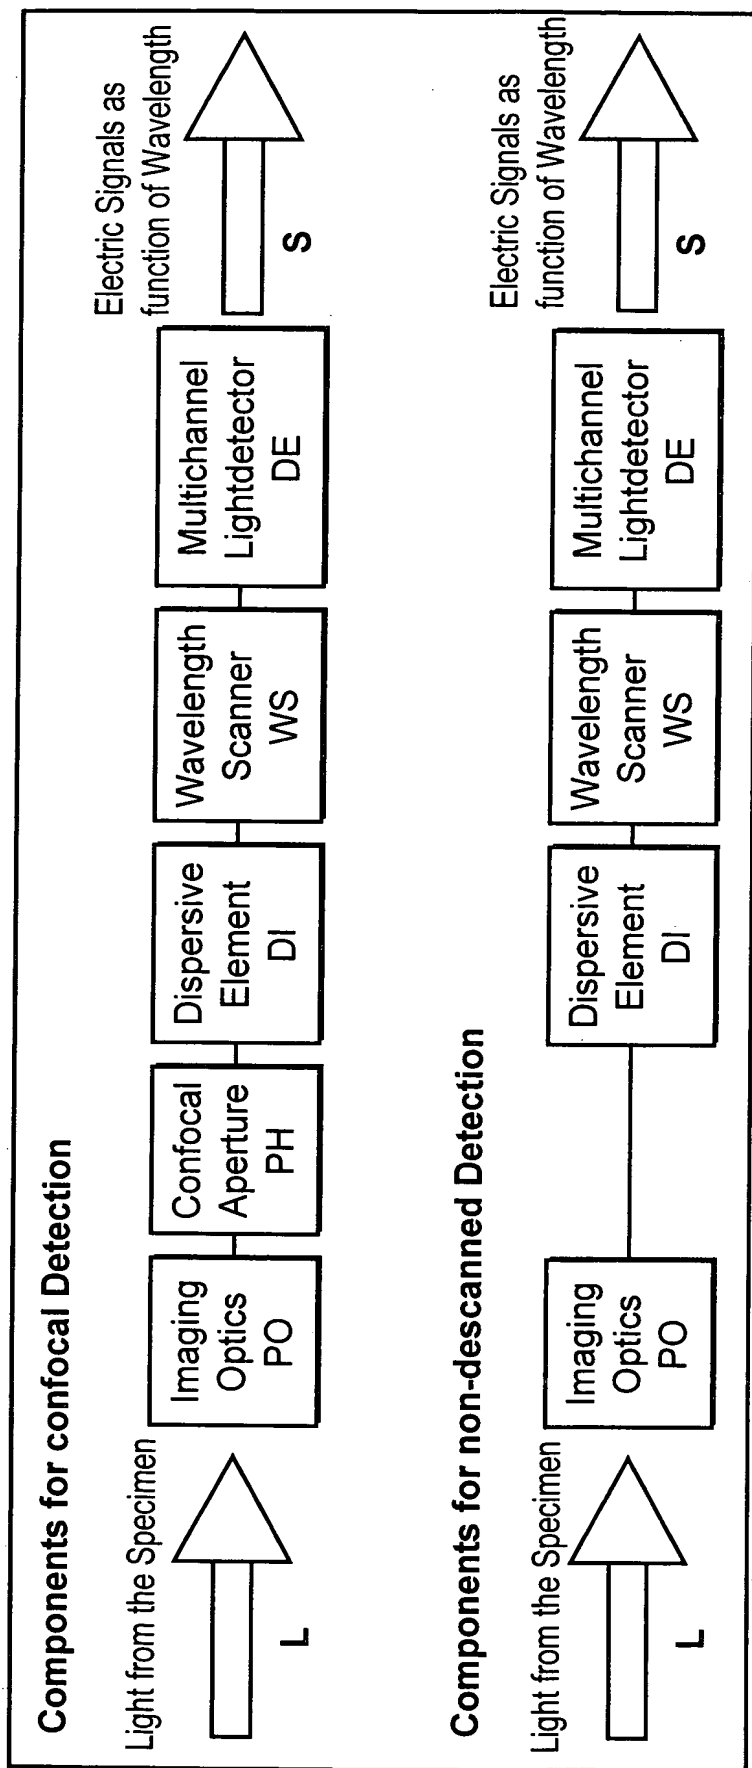 Components for confocal Detection
Light from the Specimen
L
Imaging
Optics
PO
Confocal
Aperture
PH
Dispersive
Element
DI
Wavelength
Scanner
WS
Multichannel
Lightdetector
DE
Electric Signals as
function of Wavelength
S
Components for non-descanned Detection
Light from the Specimen
L
Imaging
Optics
PO
Dispersive
Element
DI
Wavelength
Scanner
WS
Multichannel
Lightdetector
DE
Electric Signals as
function of Wavelength
S